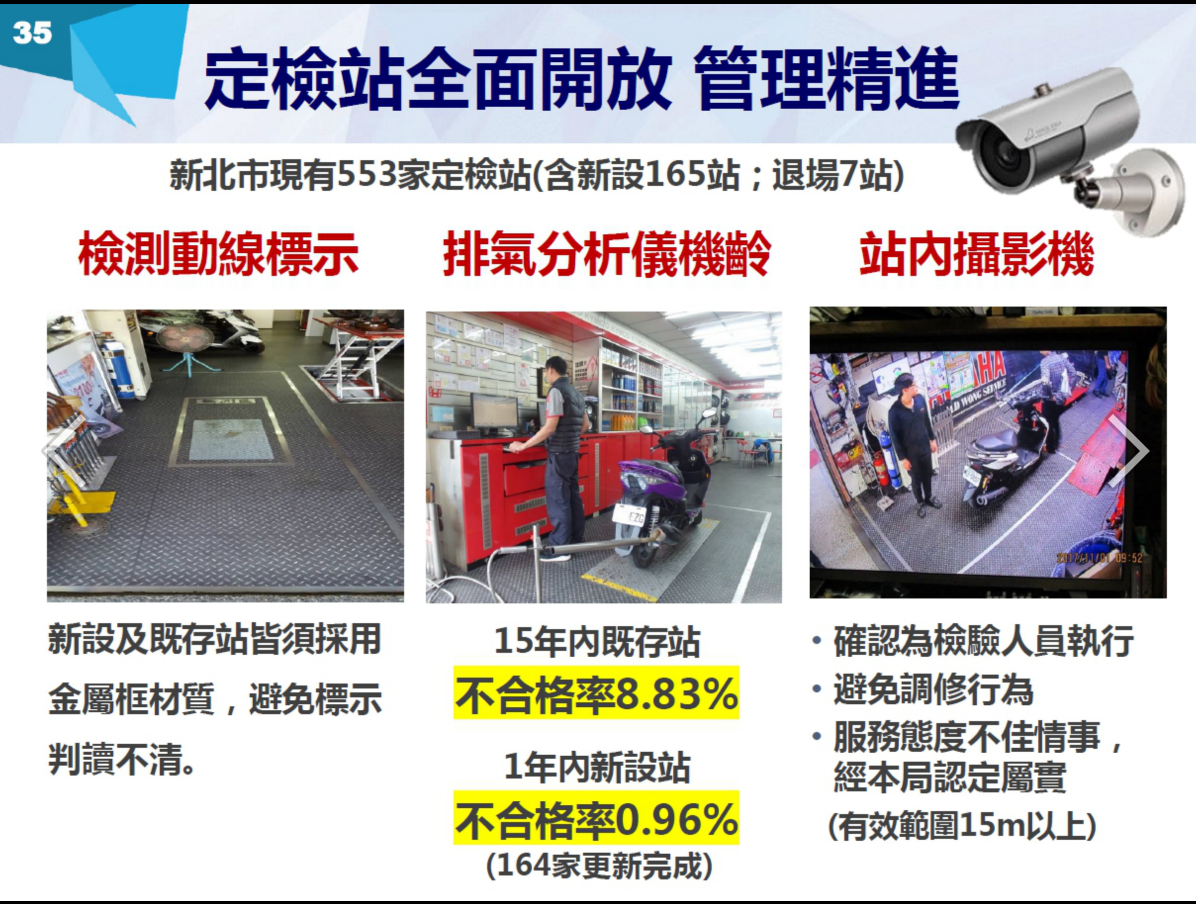 35
定檢站全面開放 管理精進
新北市現有553家定檢站(含新設165站；退場7站)
檢測動線標示
排氣分析儀機齡
站內攝影機
新設及既存站皆須採用
金屬框材質，避免標示
判讀不清。
15年內既存站
不合格率8.83%
1年內新設站
不合格率0.96%
(164家更新完成)
2017/11/01 09:52
• 確認為檢驗人員執行
• 避免調修行為
• 服務態度不佳情事，
經本局認定屬實
(有效範圍15m以上)